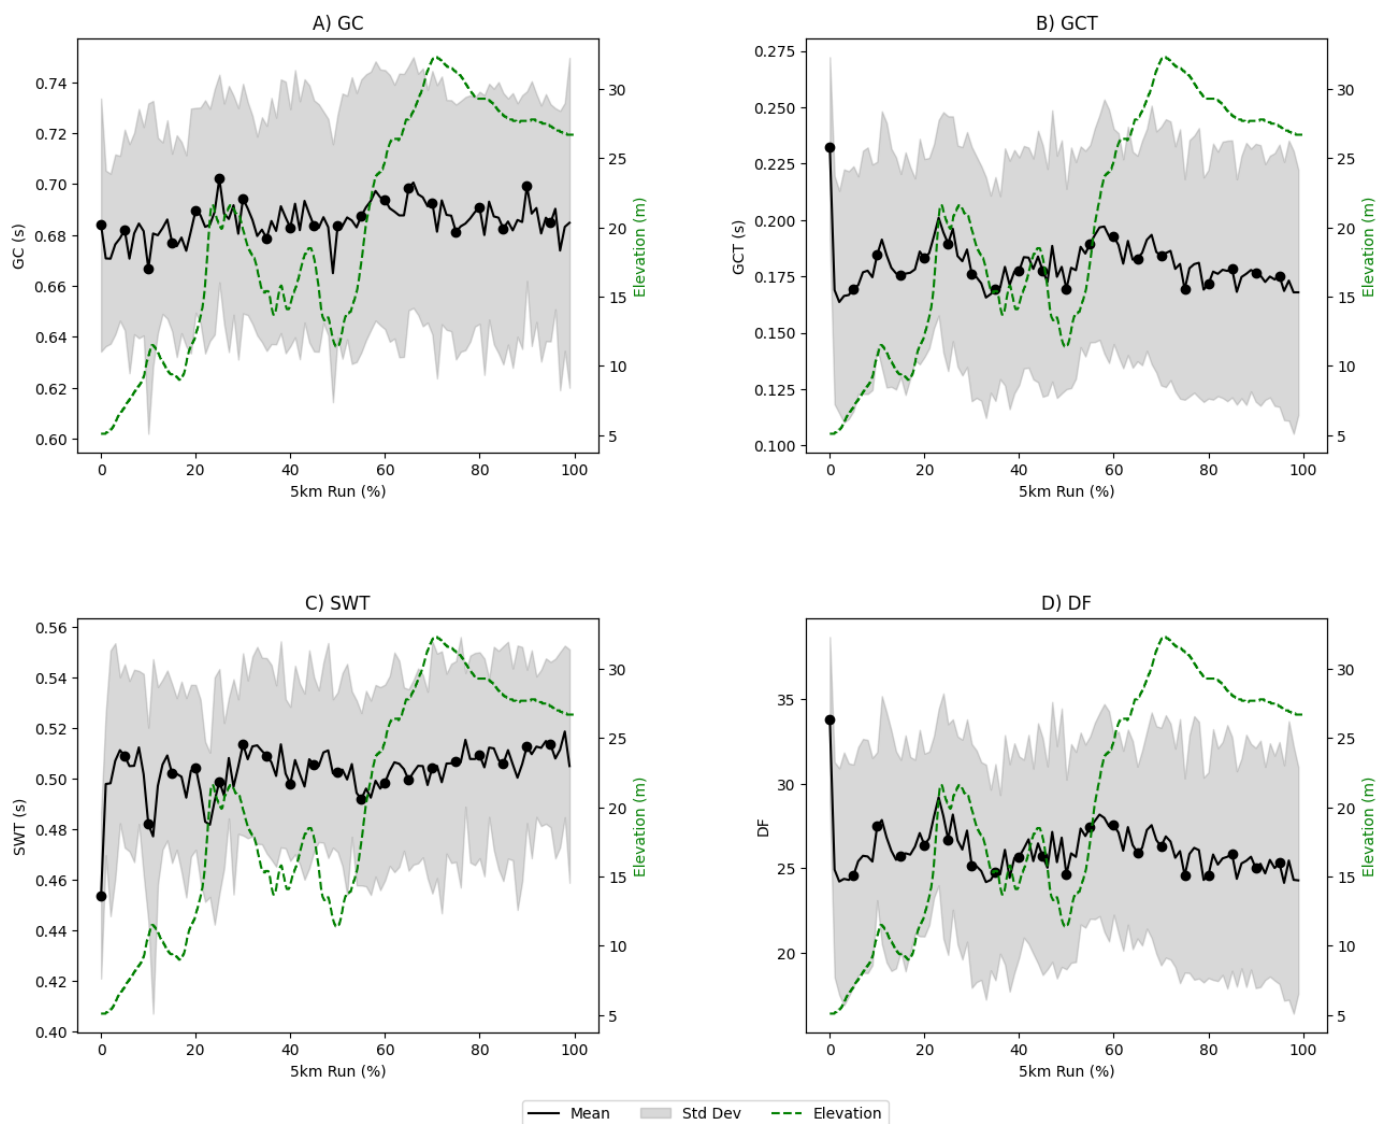 A) GC
B) GCT
0.74
0.72
0.70
0.68
0.66
0.64
0.62
0.60
GC (s)
30
25
20
15
10
5
Elevation (m)
0 20 40 60 80 100
5km Run (%)
0.275
0.250
0.225
0.200
0.175
0.150
0.125
0.100
GCT (s)
30
25
20
15
10
5
Elevation (m)
0 20 40 60 80 100
5km Run (%)
C) SWT
D) DF
0.56
0.54
0.52
0.50
0.48
0.46
0.44
0.42
0.40
SWT (s)
30
25
20
15
10
5
Elevation (m)
0 20 40 60 80 100
5km Run (%)
35
30
25
20
DF
30
25
20
15
10
5
Elevation (m)
0 20 40 60 80 100
5km Run (%)
Mean Std Dev Elevation